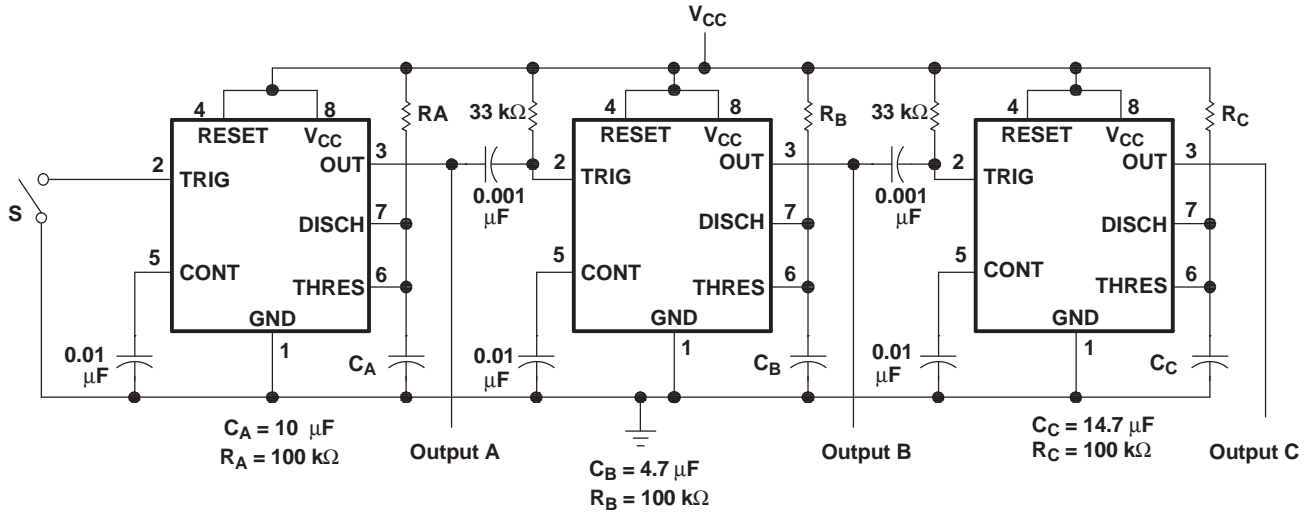 VCC
4
8
RESET
VCC
2
TRIG
OUT
3
RA
33 kΩ
0.001
μF
DISCH
7
5
CONT
THRES
6
GND
1
S
0.01
μF
CA
CA = 10 μF
RA = 100 kΩ
Output A
4
8
RESET
VCC
2
TRIG
OUT
3
RB
33 kΩ
0.001
μF
DISCH
7
5
CONT
THRES
6
GND
1
0.01
μF
CB
CB = 4.7 μF
RB = 100 kΩ
Output B
4
8
RESET
VCC
2
TRIG
OUT
3
RC
DISCH
7
5
CONT
THRES
6
GND
1
0.01
μF
CC
CC = 14.7 μF
RC = 100 kΩ
Output C